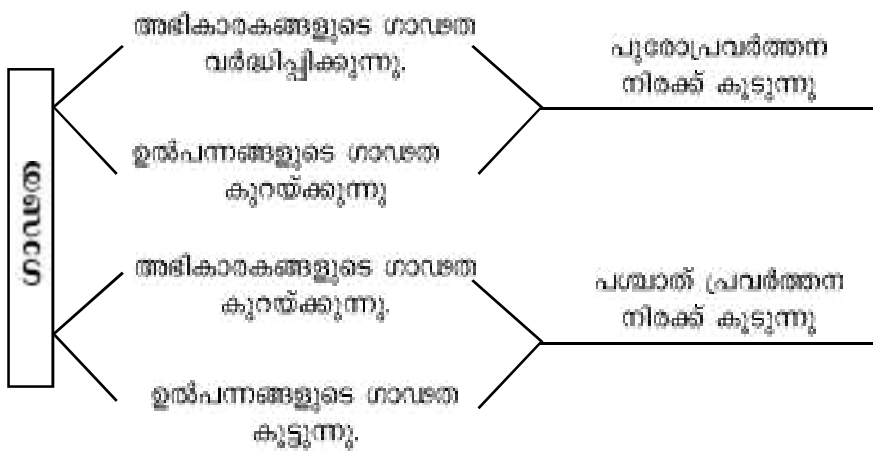 ഗാഢത
അഭികാരകങ്ങളുടെ ഗാഢത
വർദ്ധിപ്പിക്കുന്നു.
ഉൽപന്നങ്ങളുടെ ഗാഢത
കുറയ്ക്കുന്നു
പുരോപ്രവർത്തന
നിരക്ക് കൂടുന്നു
അഭികാരകങ്ങളുടെ ഗാഢത
കുറയ്ക്കുന്നു.
ഉൽപന്നങ്ങളുടെ ഗാഢത
കൂട്ടുന്നു.
പശ്ചാത് പ്രവർത്തന
നിരക്ക് കൂടുന്നു